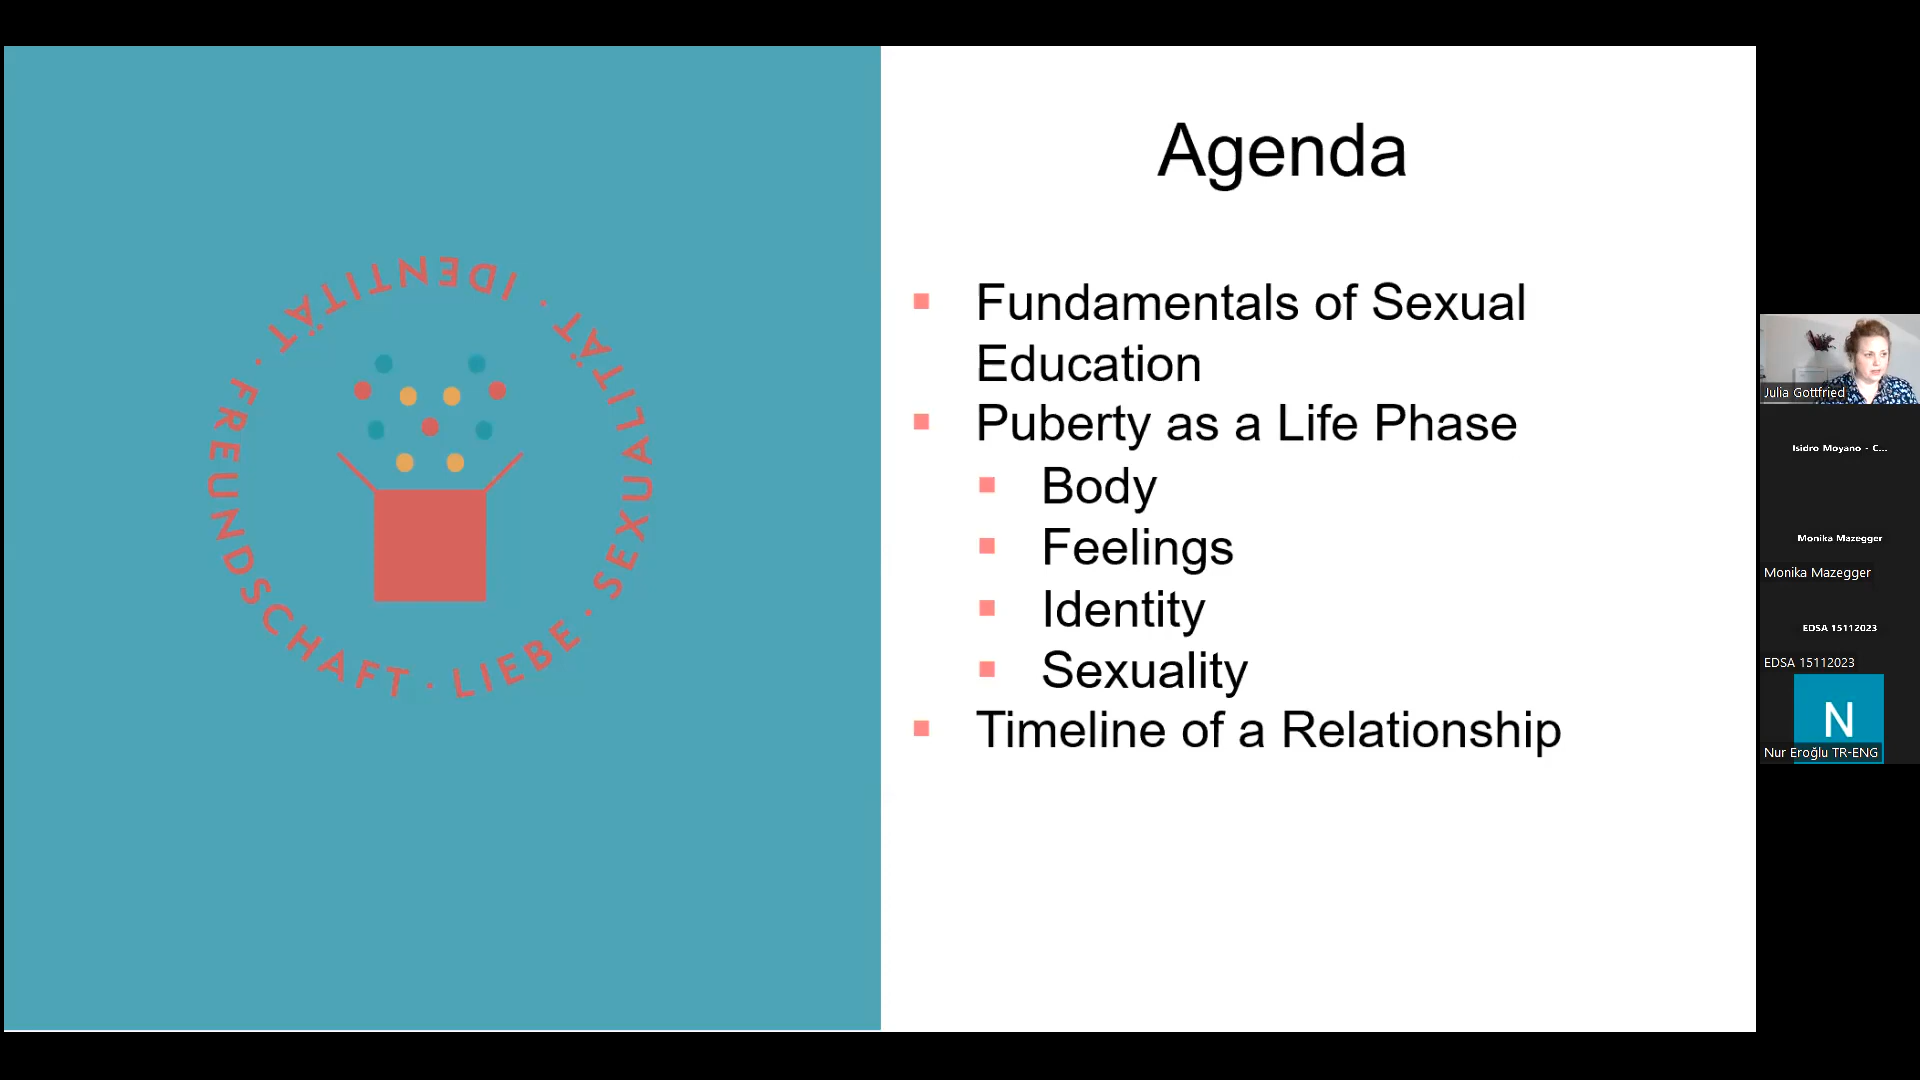 IDENTITÄT · SEXUALITÄT · LIEBE · FREUNDSCHAFT ·
Agenda
Fundamentals of Sexual
Education
Puberty as a Life Phase
Body
Feelings
Identity
Sexuality
Timeline of a Relationship
Julia Gottfried
Isidro Moyano - C...
Monika Mazegger
Monika Mazegger
EDSA 15112023
EDSA 15112023
N
Nur Eroğlu TR-ENG